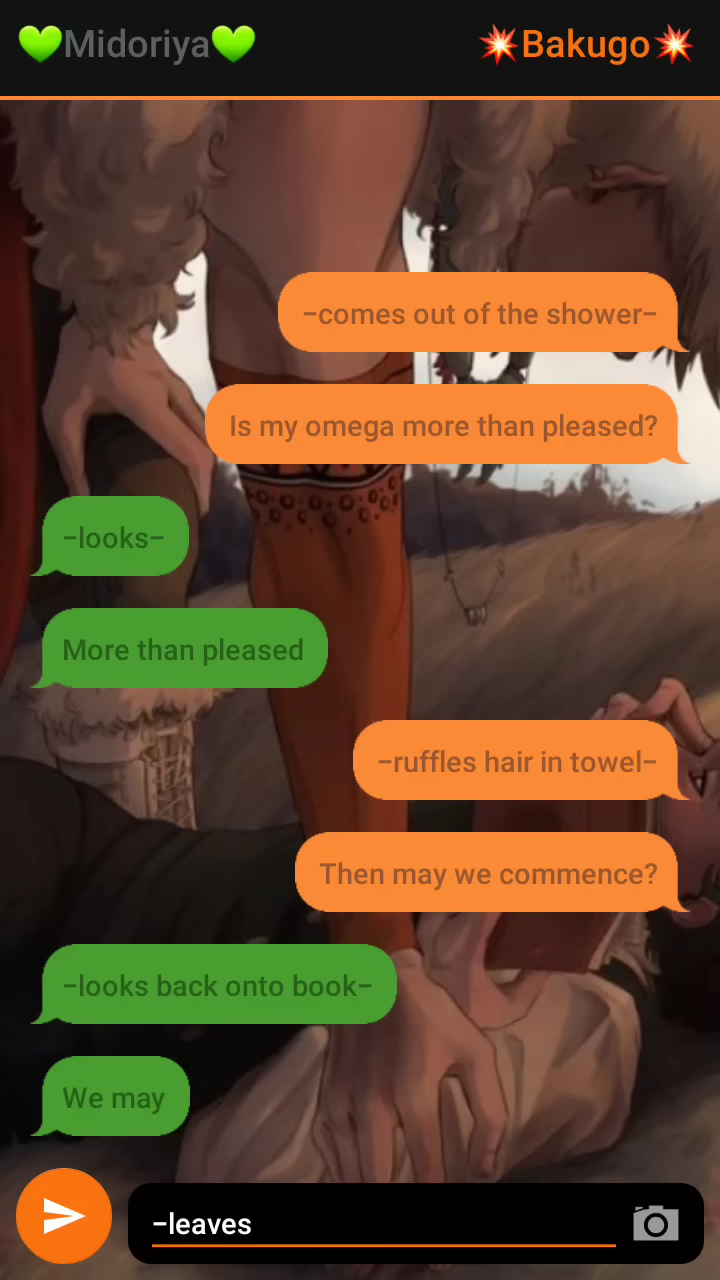 💚Midoriya💚
💥Bakugo💥
–comes out of the shower–
Is my omega more than pleased?
–looks–
More than pleased
–ruffles hair in towel–
Then may we commence?
–looks back onto book–
We may
–leaves